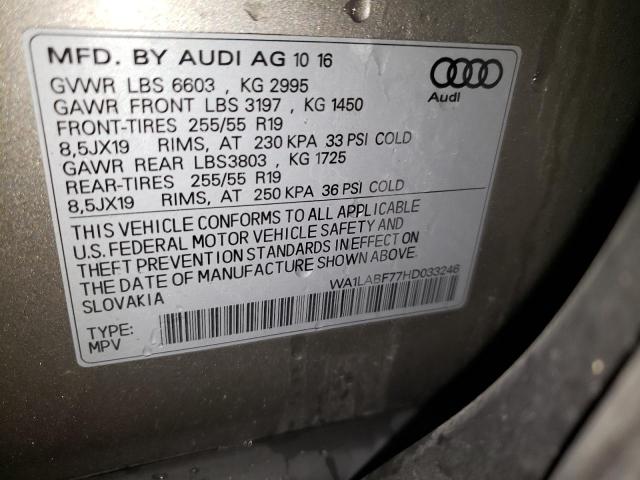 MFD. BY AUDI AG 10 16
Audi
GVWR LBS 6603 , KG 2995
GAWR FRONT LBS 3197 , KG 1450
FRONT-TIRES 255/55 R19
8,5JX19 RIMS, AT 230 KPA 33 PSI COLD
GAWR REAR LBS3803 , KG 1725
REAR-TIRES 255/55 R19
8,5JX19 RIMS, AT 250 KPA 36 PSI COLD
THIS VEHICLE CONFORMS TO ALL APPLICABLE
U.S. FEDERAL MOTOR VEHICLE SAFETY AND
THEFT PREVENTION STANDARDS IN EFFECT ON
THE DATE OF MANUFACTURE SHOWN ABOVE.
SLOVAKIA
WA1LABF77HD033246
TYPE:
MPV